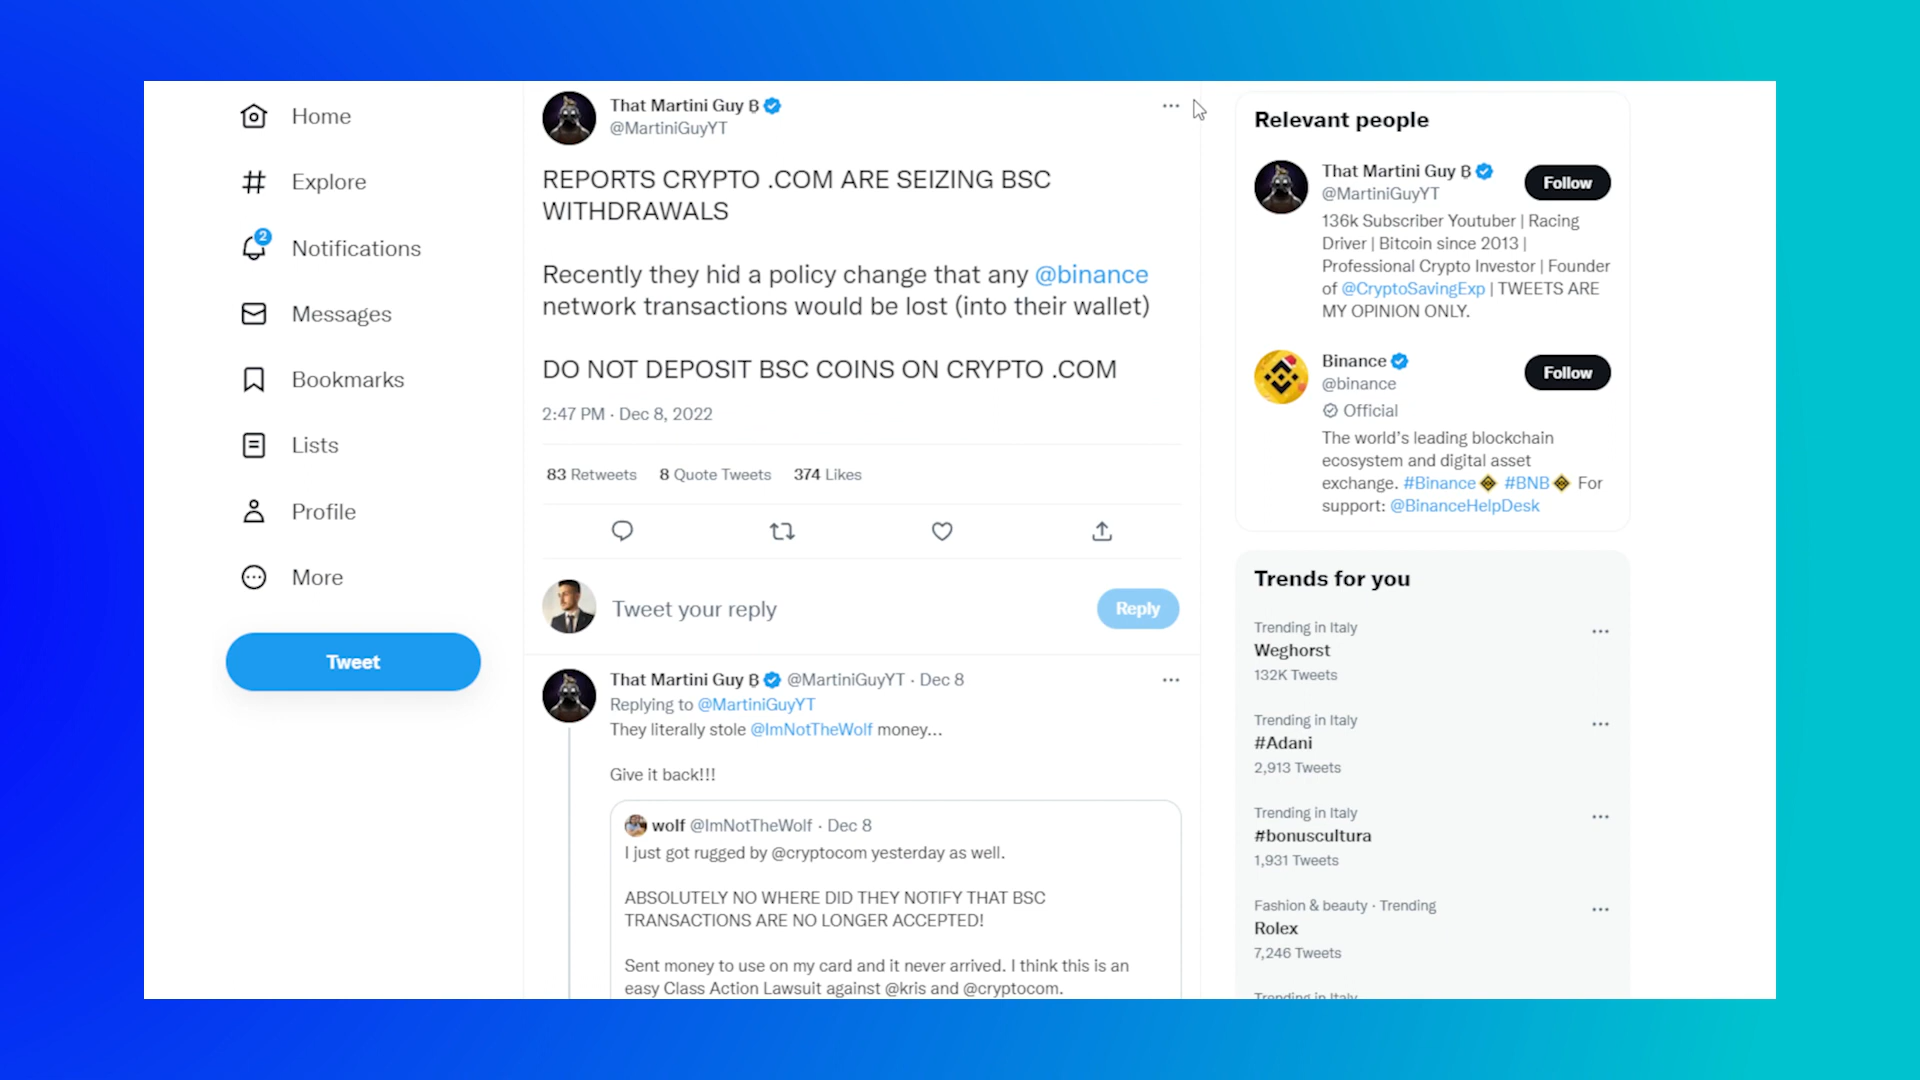 Home
Explore
2
Notifications
Messages
Bookmarks
Lists
Profile
More
Tweet
That Martini Guy ₿
@MartiniGuyYT
REPORTS CRYPTO .COM ARE SEIZING BSC
WITHDRAWALS
Recently they hid a policy change that any @binance
network transactions would be lost (into their wallet)
DO NOT DEPOSIT BSC COINS ON CRYPTO .COM
2:47 PM · Dec 8, 2022
83 Retweets 8 Quote Tweets 374 Likes
Tweet your reply
Reply
That Martini Guy ₿ @MartiniGuyYT · Dec 8
Replying to @MartiniGuyYT
They literally stole @ImNotTheWolf money...
Give it back!!!
wolf @ImNotTheWolf · Dec 8
I just got rugged by @cryptocom yesterday as well.
ABSOLUTELY NO WHERE DID THEY NOTIFY THAT BSC
TRANSACTIONS ARE NO LONGER ACCEPTED!
Sent money to use on my card and it never arrived. I think this is an
easy Class Action Lawsuit against @kris and @cryptocom.
Relevant people
That Martini Guy ₿
@MartiniGuyYT
Follow
136k Subscriber Youtuber | Racing
Driver | Bitcoin since 2013 |
Professional Crypto Investor | Founder
of @CryptoSavingExp | TWEETS ARE
MY OPINION ONLY.
Binance
@binance
Follow
Official
The world's leading blockchain
ecosystem and digital asset
exchange. #Binance #BNB For
support: @BinanceHelpDesk
Trends for you
Trending in Italy
Weghorst
132K Tweets
Trending in Italy
#Adani
2,913 Tweets
Trending in Italy
#bonuscultura
1,931 Tweets
Fashion & beauty · Trending
Rolex
7,246 Tweets
Trending in Italy